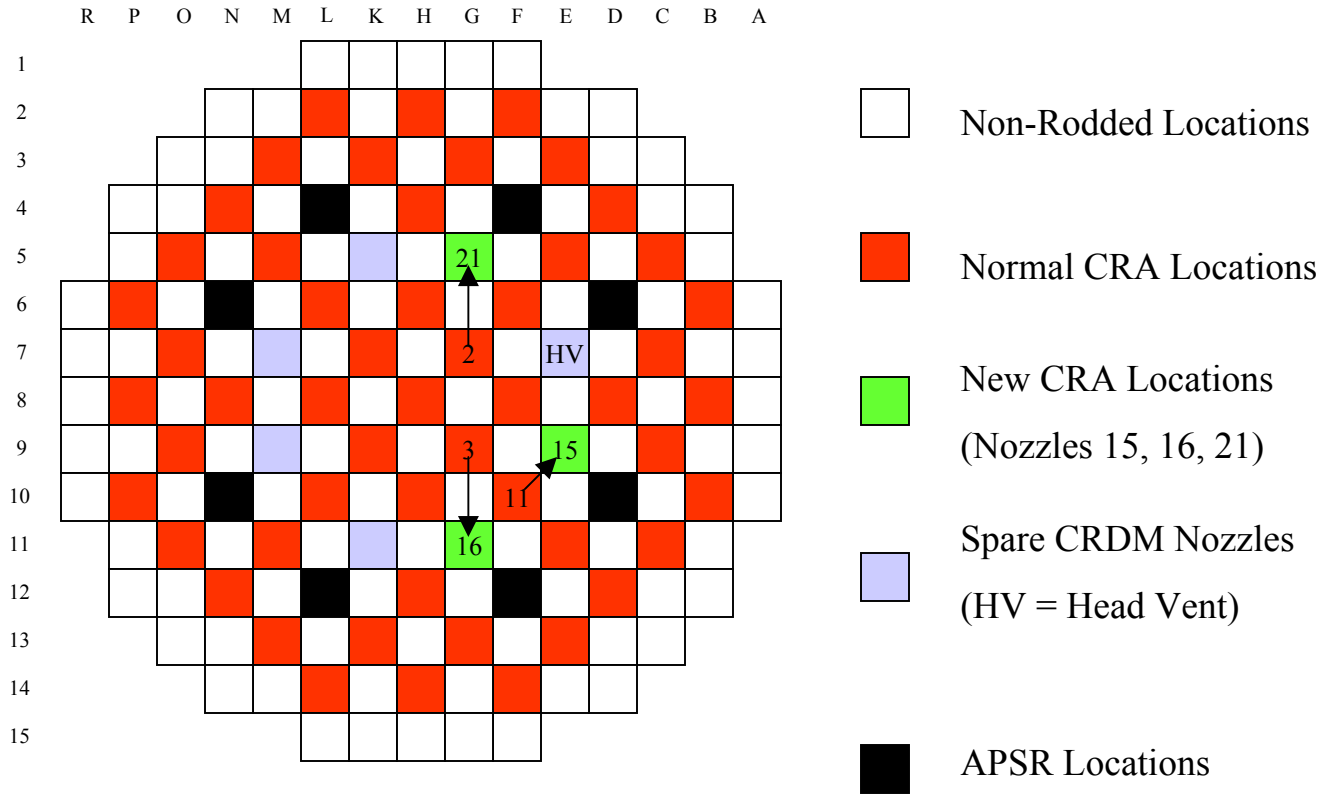 R P O N M L K H G F E D C B A
1
2
3
4
5 21
6
7 2 HV
8
9 3 15
10 11
11 16
12
13
14
15
Non-Rodded Locations
Normal CRA Locations
New CRA Locations
(Nozzles 15, 16, 21)
Spare CRDM Nozzles
(HV = Head Vent)
APSR Locations